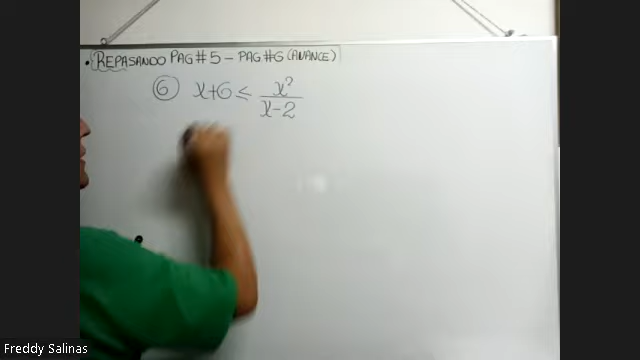 • REPASANDO PAG#5 - PAG#6 (AVANCE)
⑥ x+6 ≤ x²/(x-2)
Freddy Salinas